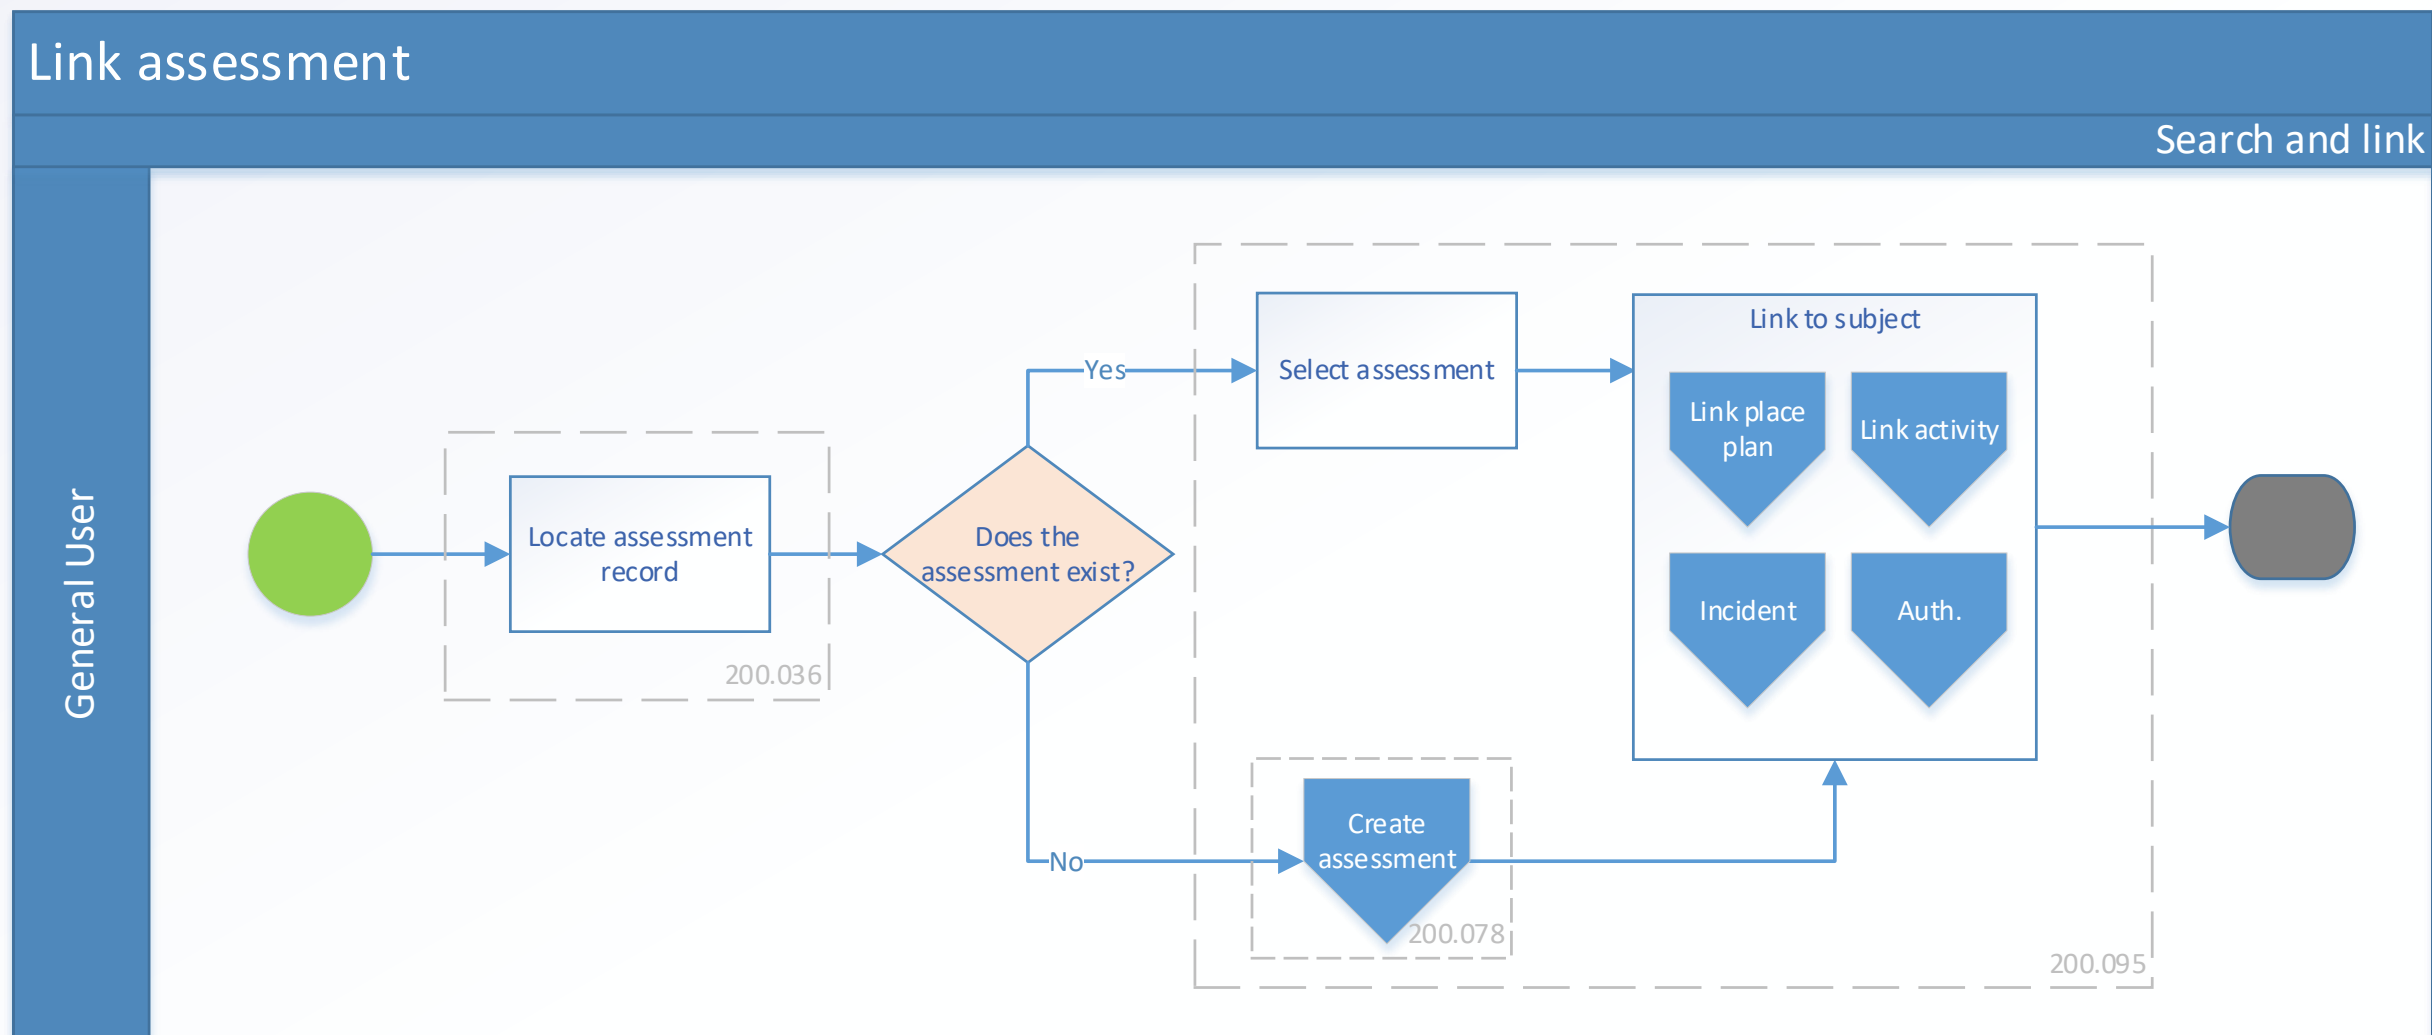 Link assessment
Search and link
General User
Locate assessment
record
200.036
Does the
assessment exist?
Yes
No
Select assessment
Link to subject
Link place
plan
Link activity
Incident
Auth.
Create
assessment
200.078
200.095